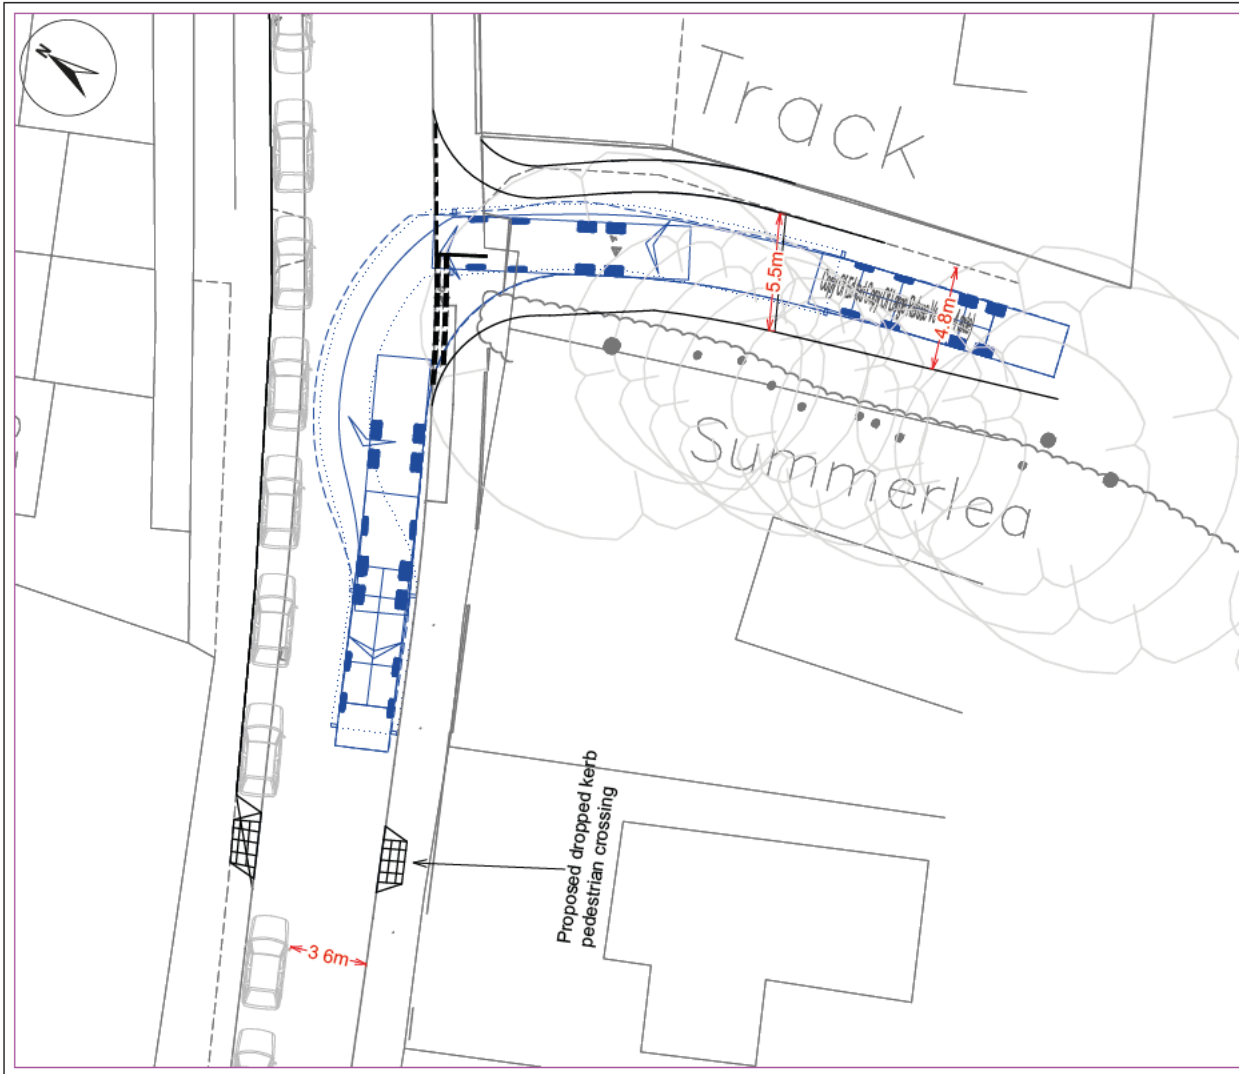 N
Track
5.5m
4.8m
Summerlea
Proposed dropped kerb
pedestrian crossing
3 6m